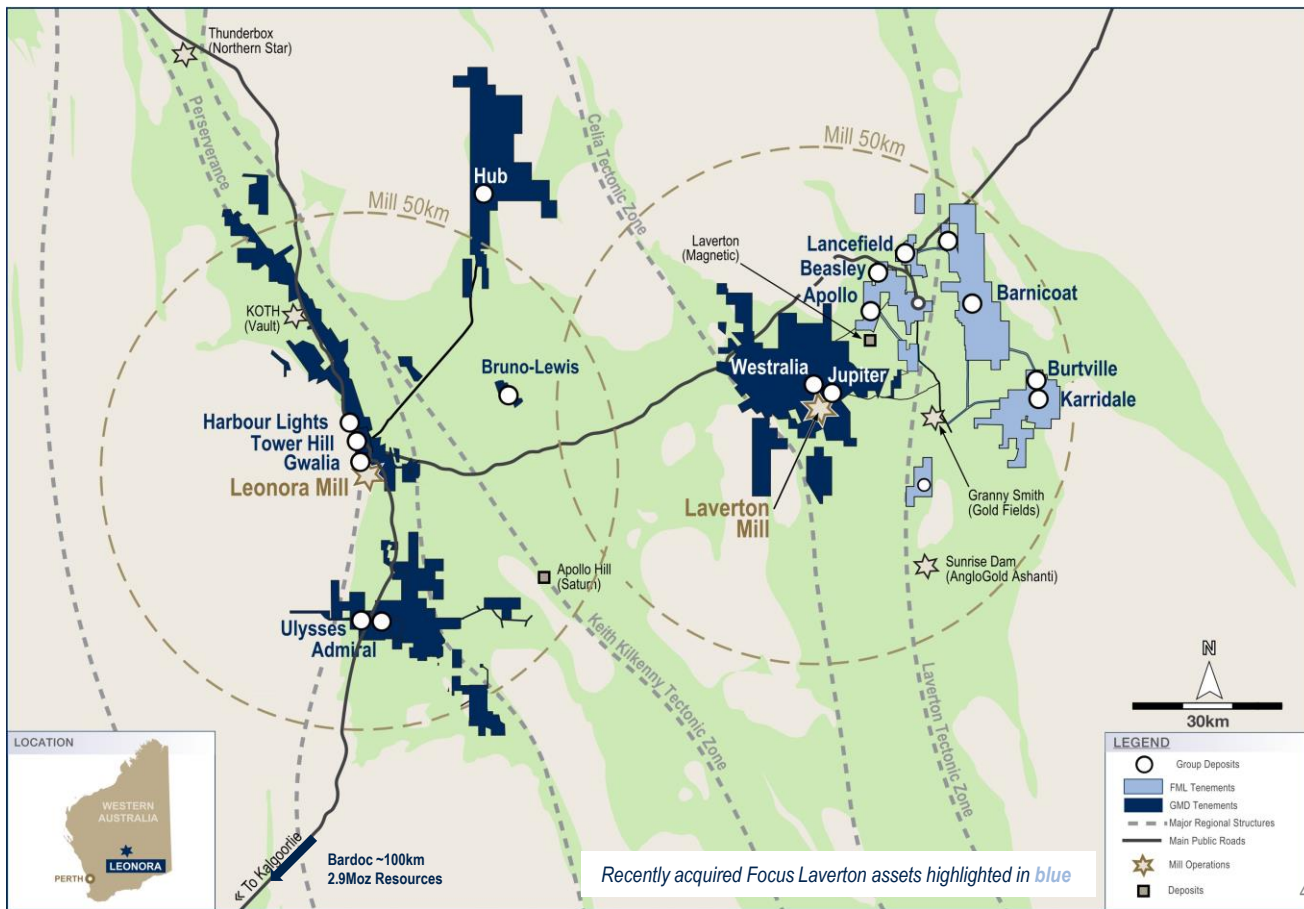 Thunderbox
(Northern Star)
Perserverance
Celia Tectonic Zone
Mill 50km
Mill 50km
Hub
Lancefield
Laverton
(Magnetic)
Beasley
Apollo
Barnicoat
KOTH
(Vault)
Bruno-Lewis
Westralia
Jupiter
Burtville
Karridale
Harbour Lights
Tower Hill
Gwalia
Leonora Mill
Laverton
Mill
Granny Smith
(Gold Fields)
Apollo Hill
(Saturn)
Sunrise Dam
(AngloGold Ashanti)
Ulysses
Admiral
Keith Kilkenny Tectonic Zone
Laverton Tectonic Zone
N
30km
LOCATION
WESTERN
AUSTRALIA
LEONORA
PERTH
« To Kalgoorlie
Bardoc ~100km
2.9Moz Resources
Recently acquired Focus Laverton assets highlighted in blue
LEGEND
Group Deposits
FML Tenements
GMD Tenements
Major Regional Structures
Main Public Roads
Mill Operations
Deposits
4